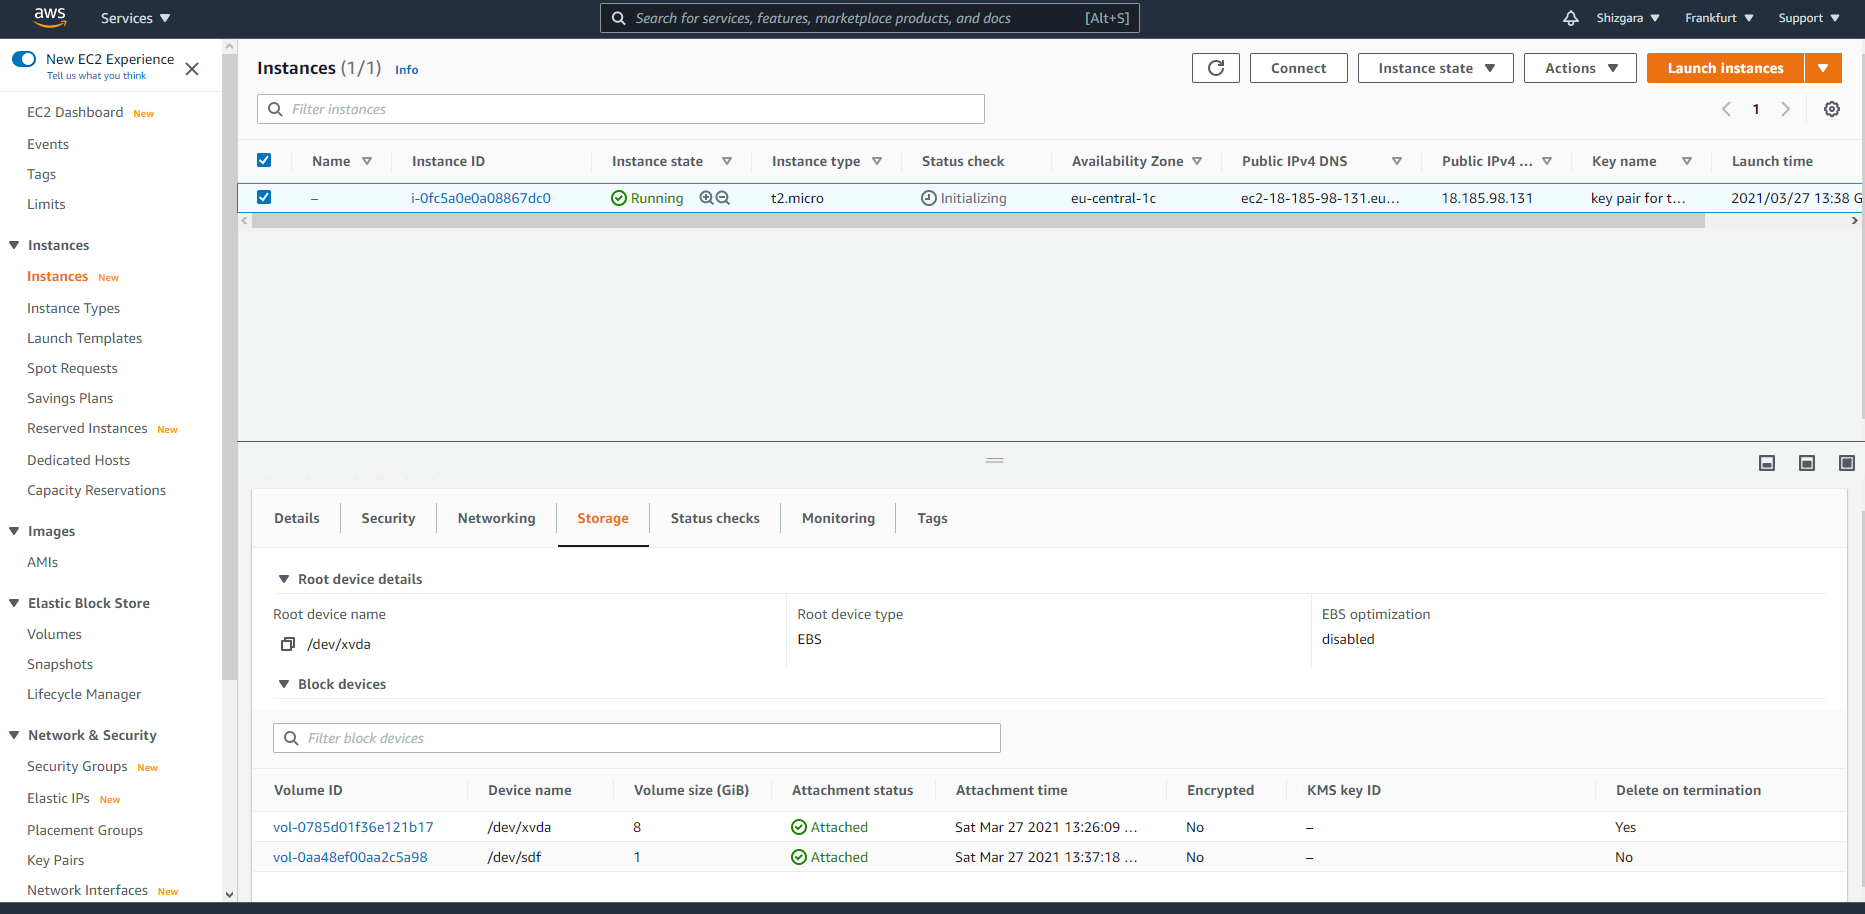 aws Services Search for services, features, marketplace products, and docs [Alt+S] Shizgara Frankfurt Support
New EC2 Experience
Tell us what you think
EC2 Dashboard New
Events
Tags
Limits
Instances
Instances New
Instance Types
Launch Templates
Spot Requests
Savings Plans
Reserved Instances New
Dedicated Hosts
Capacity Reservations
Images
AMIs
Elastic Block Store
Volumes
Snapshots
Lifecycle Manager
Network & Security
Security Groups New
Elastic IPs New
Placement Groups
Key Pairs
Network Interfaces New
Instances (1/1) Info Connect Instance state Actions Launch instances
Filter instances 1
Name Instance ID Instance state Instance type Status check Availability Zone Public IPv4 DNS Public IPv4 ... Key name Launch time
– i-0fc5a0e0a08867dc0 Running t2.micro Initializing eu-central-1c ec2-18-185-98-131.eu... 18.185.98.131 key pair for t... 2021/03/27 13:38 G
Details Security Networking Storage Status checks Monitoring Tags
Root device details
Root device name Root device type EBS optimization
/dev/xvda EBS disabled
Block devices
Filter block devices
Volume ID Device name Volume size (GiB) Attachment status Attachment time Encrypted KMS key ID Delete on termination
vol-0785d01f36e121b17 /dev/xvda 8 Attached Sat Mar 27 2021 13:26:09 ... No – Yes
vol-0aa48ef00aa2c5a98 /dev/sdf 1 Attached Sat Mar 27 2021 13:37:18 ... No – No